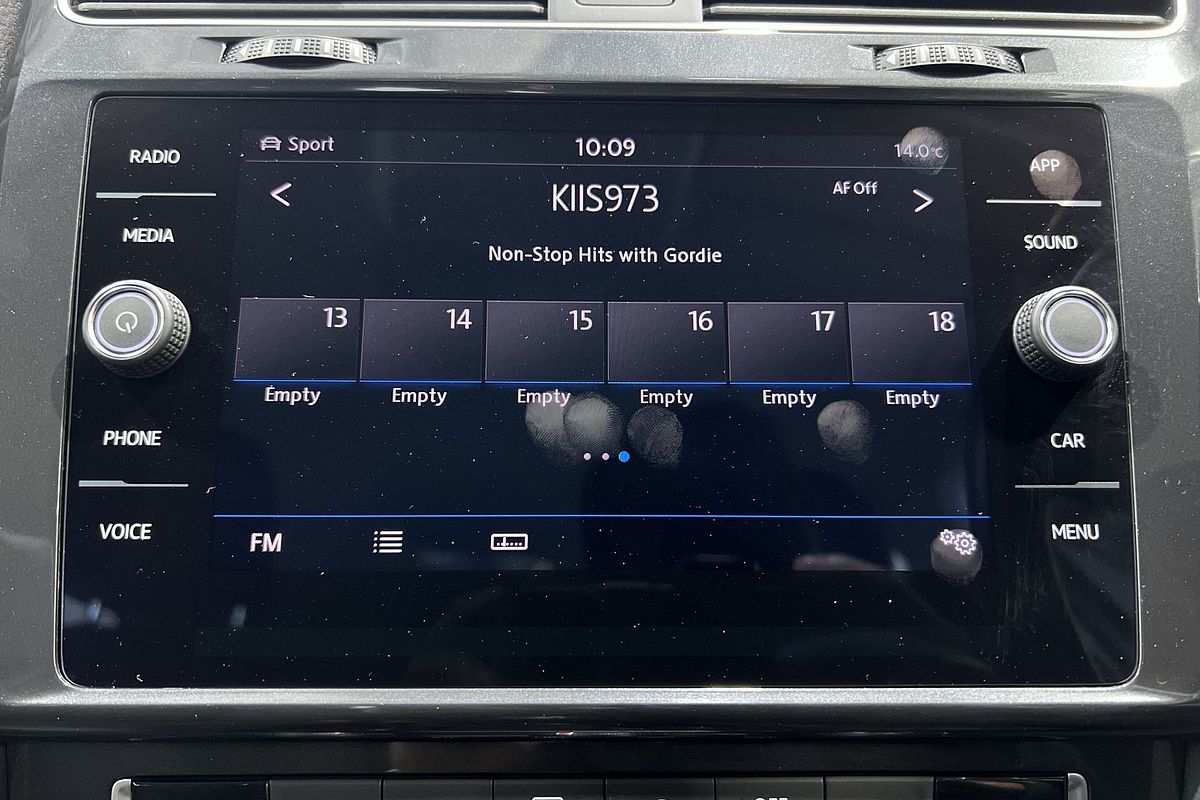 RADIO
MEDIA
PHONE
VOICE
Sport
10:09
14.0°C
KIIS973
AF Off
Non-Stop Hits with Gordie
13 14 15 16 17 18
Empty Empty Empty Empty Empty Empty
FM
APP
SOUND
CAR
MENU